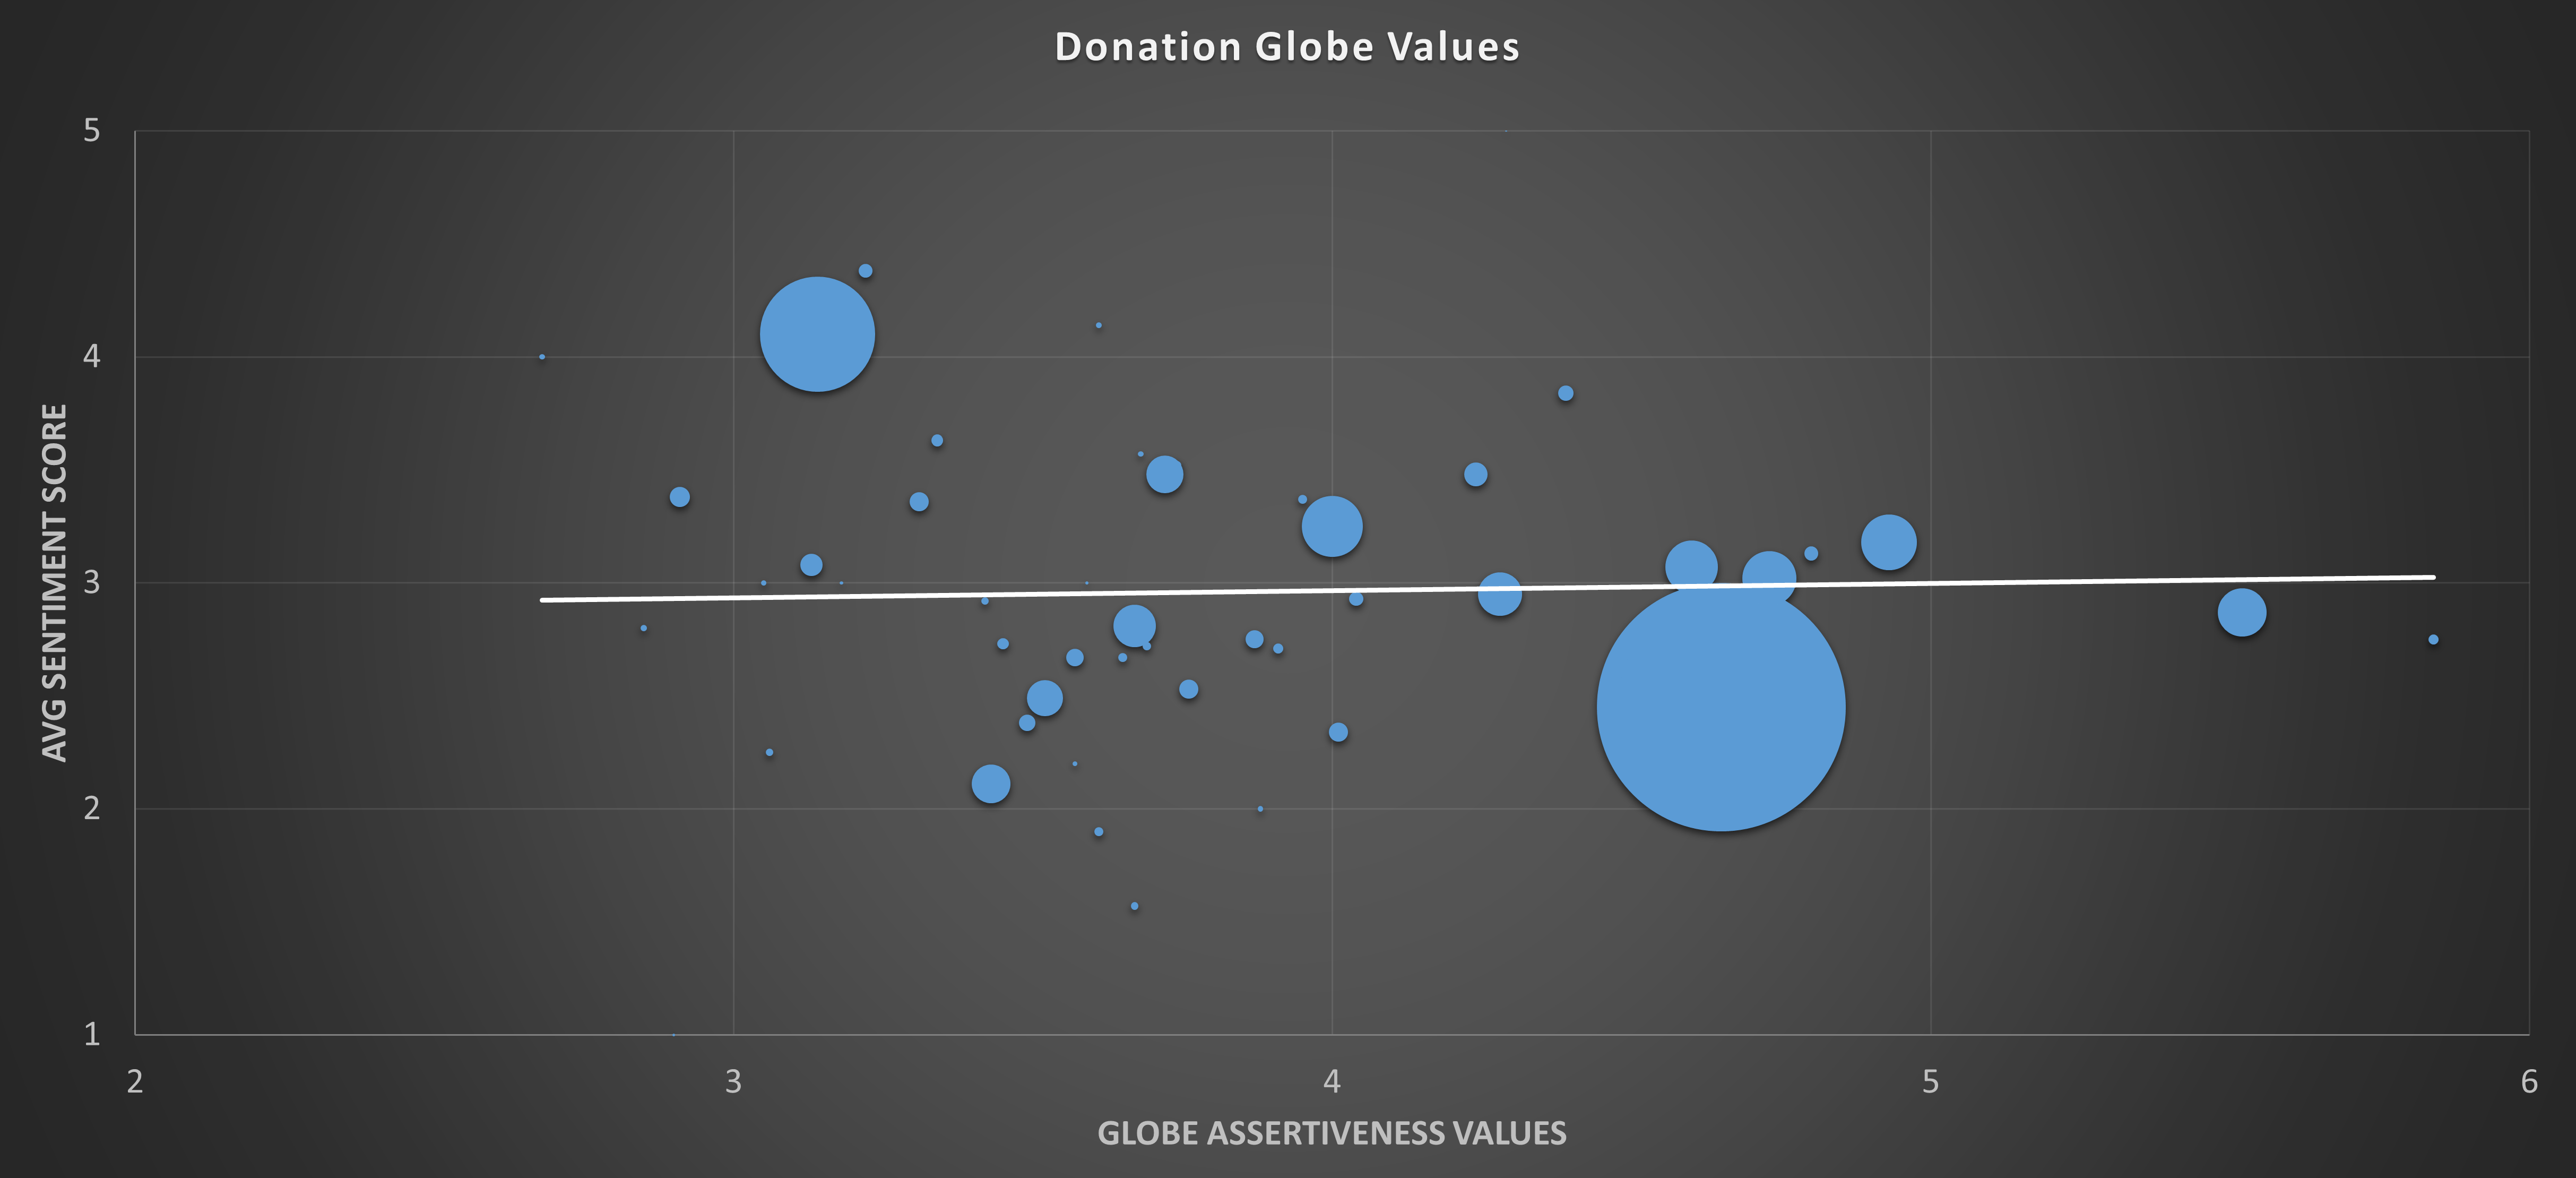 Donation Globe Values
5
4
3
2
1
AVG SENTIMENT SCORE
2 3 4 5 6
GLOBE ASSERTIVENESS VALUES